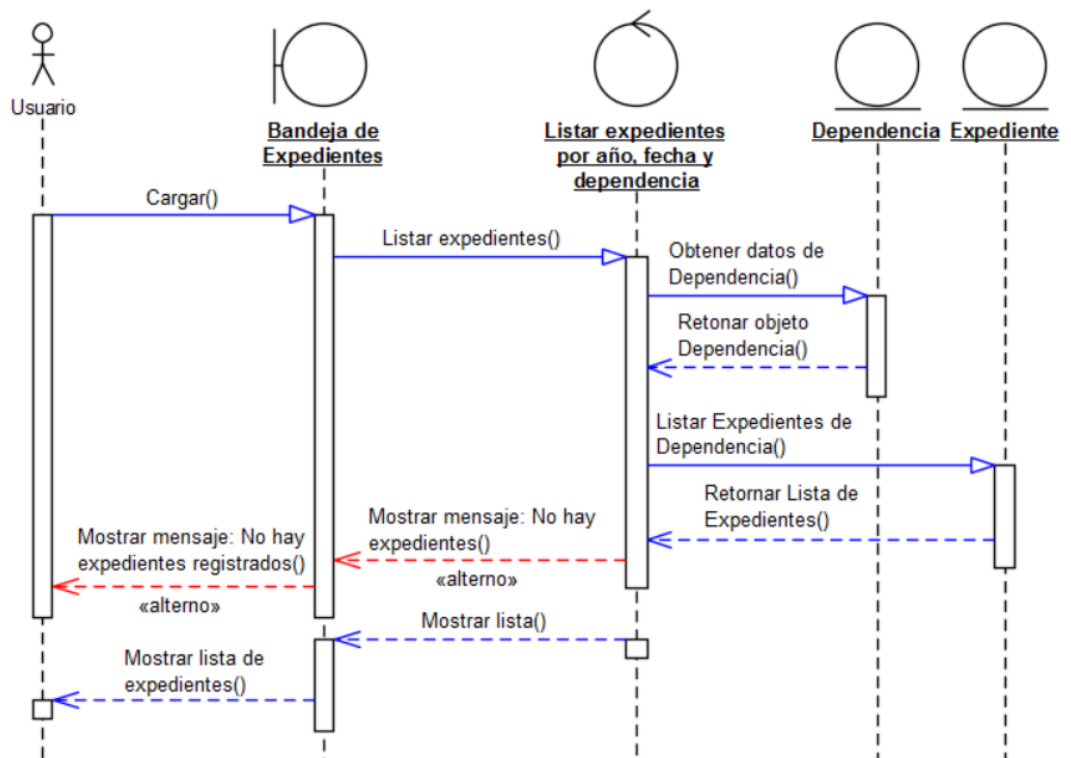 Usuario
Bandeja de
Expedientes
Listar expedientes
por año, fecha y
dependencia
Dependencia
Expediente
Cargar()
Listar expedientes()
Obtener datos de
Dependencia()
Retonar objeto
Dependencia()
Listar Expedientes de
Dependencia()
Retornar Lista de
Expedientes()
Mostrar mensaje: No hay
expedientes()
«alterno»
Mostrar mensaje: No hay
expedientes registrados()
«alterno»
Mostrar lista()
Mostrar lista de
expedientes()